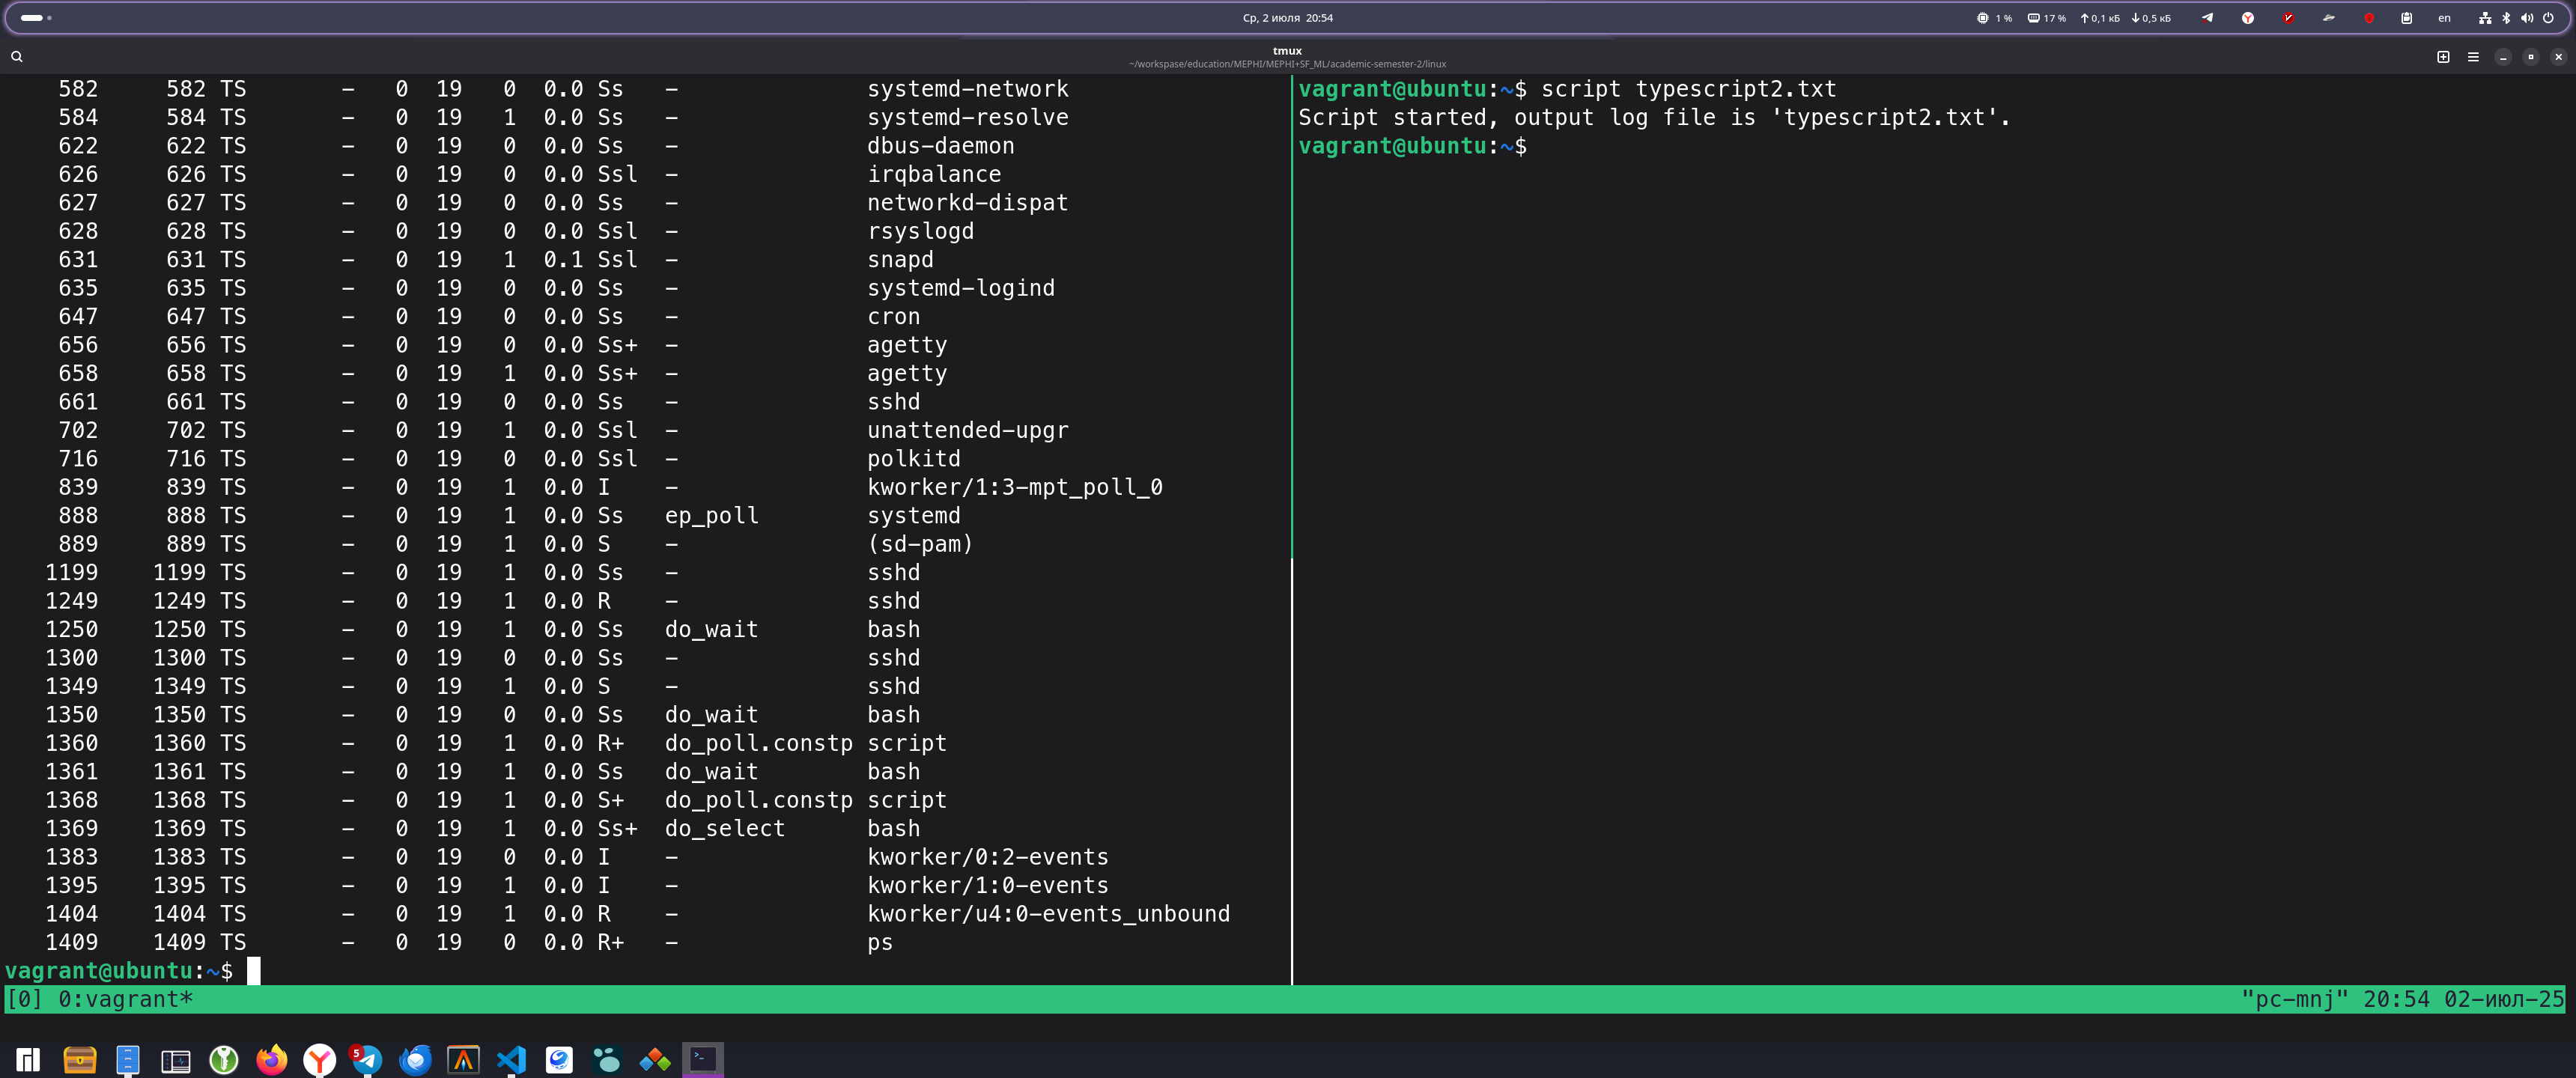 Ср, 2 июля 20:54
1 % 17 % 0,1 кБ 0,5 кБ en
tmux
~/workspase/education/MEPHI/MEPHI+SF_ML/academic-semester-2/linux
582 582 TS - 0 19 0 0.0 Ss - systemd-network
584 584 TS - 0 19 1 0.0 Ss - systemd-resolve
622 622 TS - 0 19 0 0.0 Ss - dbus-daemon
626 626 TS - 0 19 0 0.0 Ssl - irqbalance
627 627 TS - 0 19 0 0.0 Ss - networkd-dispat
628 628 TS - 0 19 0 0.0 Ssl - rsyslogd
631 631 TS - 0 19 1 0.1 Ssl - snapd
635 635 TS - 0 19 0 0.0 Ss - systemd-logind
647 647 TS - 0 19 0 0.0 Ss - cron
656 656 TS - 0 19 0 0.0 Ss+ - agetty
658 658 TS - 0 19 1 0.0 Ss+ - agetty
661 661 TS - 0 19 0 0.0 Ss - sshd
702 702 TS - 0 19 1 0.0 Ssl - unattended-upgr
716 716 TS - 0 19 0 0.0 Ssl - polkitd
839 839 TS - 0 19 1 0.0 I - kworker/1:3-mpt_poll_0
888 888 TS - 0 19 1 0.0 Ss ep_poll systemd
889 889 TS - 0 19 1 0.0 S - (sd-pam)
1199 1199 TS - 0 19 1 0.0 Ss - sshd
1249 1249 TS - 0 19 1 0.0 R - sshd
1250 1250 TS - 0 19 1 0.0 Ss do_wait bash
1300 1300 TS - 0 19 0 0.0 Ss - sshd
1349 1349 TS - 0 19 1 0.0 S - sshd
1350 1350 TS - 0 19 0 0.0 Ss do_wait bash
1360 1360 TS - 0 19 1 0.0 R+ do_poll.constp script
1361 1361 TS - 0 19 1 0.0 Ss do_wait bash
1368 1368 TS - 0 19 1 0.0 S+ do_poll.constp script
1369 1369 TS - 0 19 1 0.0 Ss+ do_select bash
1383 1383 TS - 0 19 0 0.0 I - kworker/0:2-events
1395 1395 TS - 0 19 1 0.0 I - kworker/1:0-events
1404 1404 TS - 0 19 1 0.0 R - kworker/u4:0-events_unbound
1409 1409 TS - 0 19 0 0.0 R+ - ps
vagrant@ubuntu:~$
vagrant@ubuntu:~$ script typescript2.txt
Script started, output log file is 'typescript2.txt'.
vagrant@ubuntu:~$
[0] 0:vagrant* "pc-mnj" 20:54 02-июл-25
5